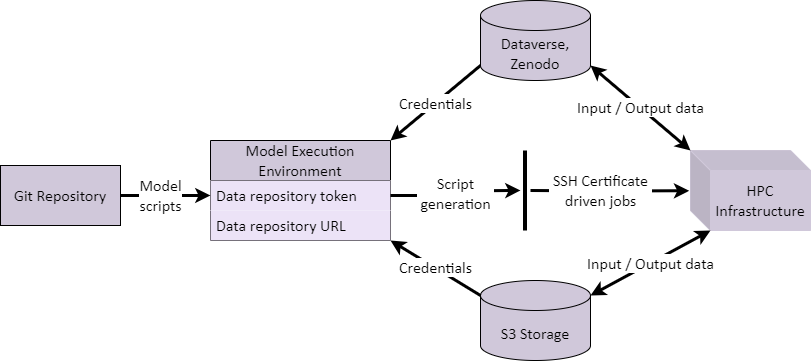 Dataverse,
Zenodo
Credentials
Input / Output data
Model Execution
Environment
Git Repository
Model
scripts
Data repository token
Data repository URL
Script
generation
SSH Certificate
driven jobs
HPC
Infrastructure
Credentials
Input / Output data
S3 Storage